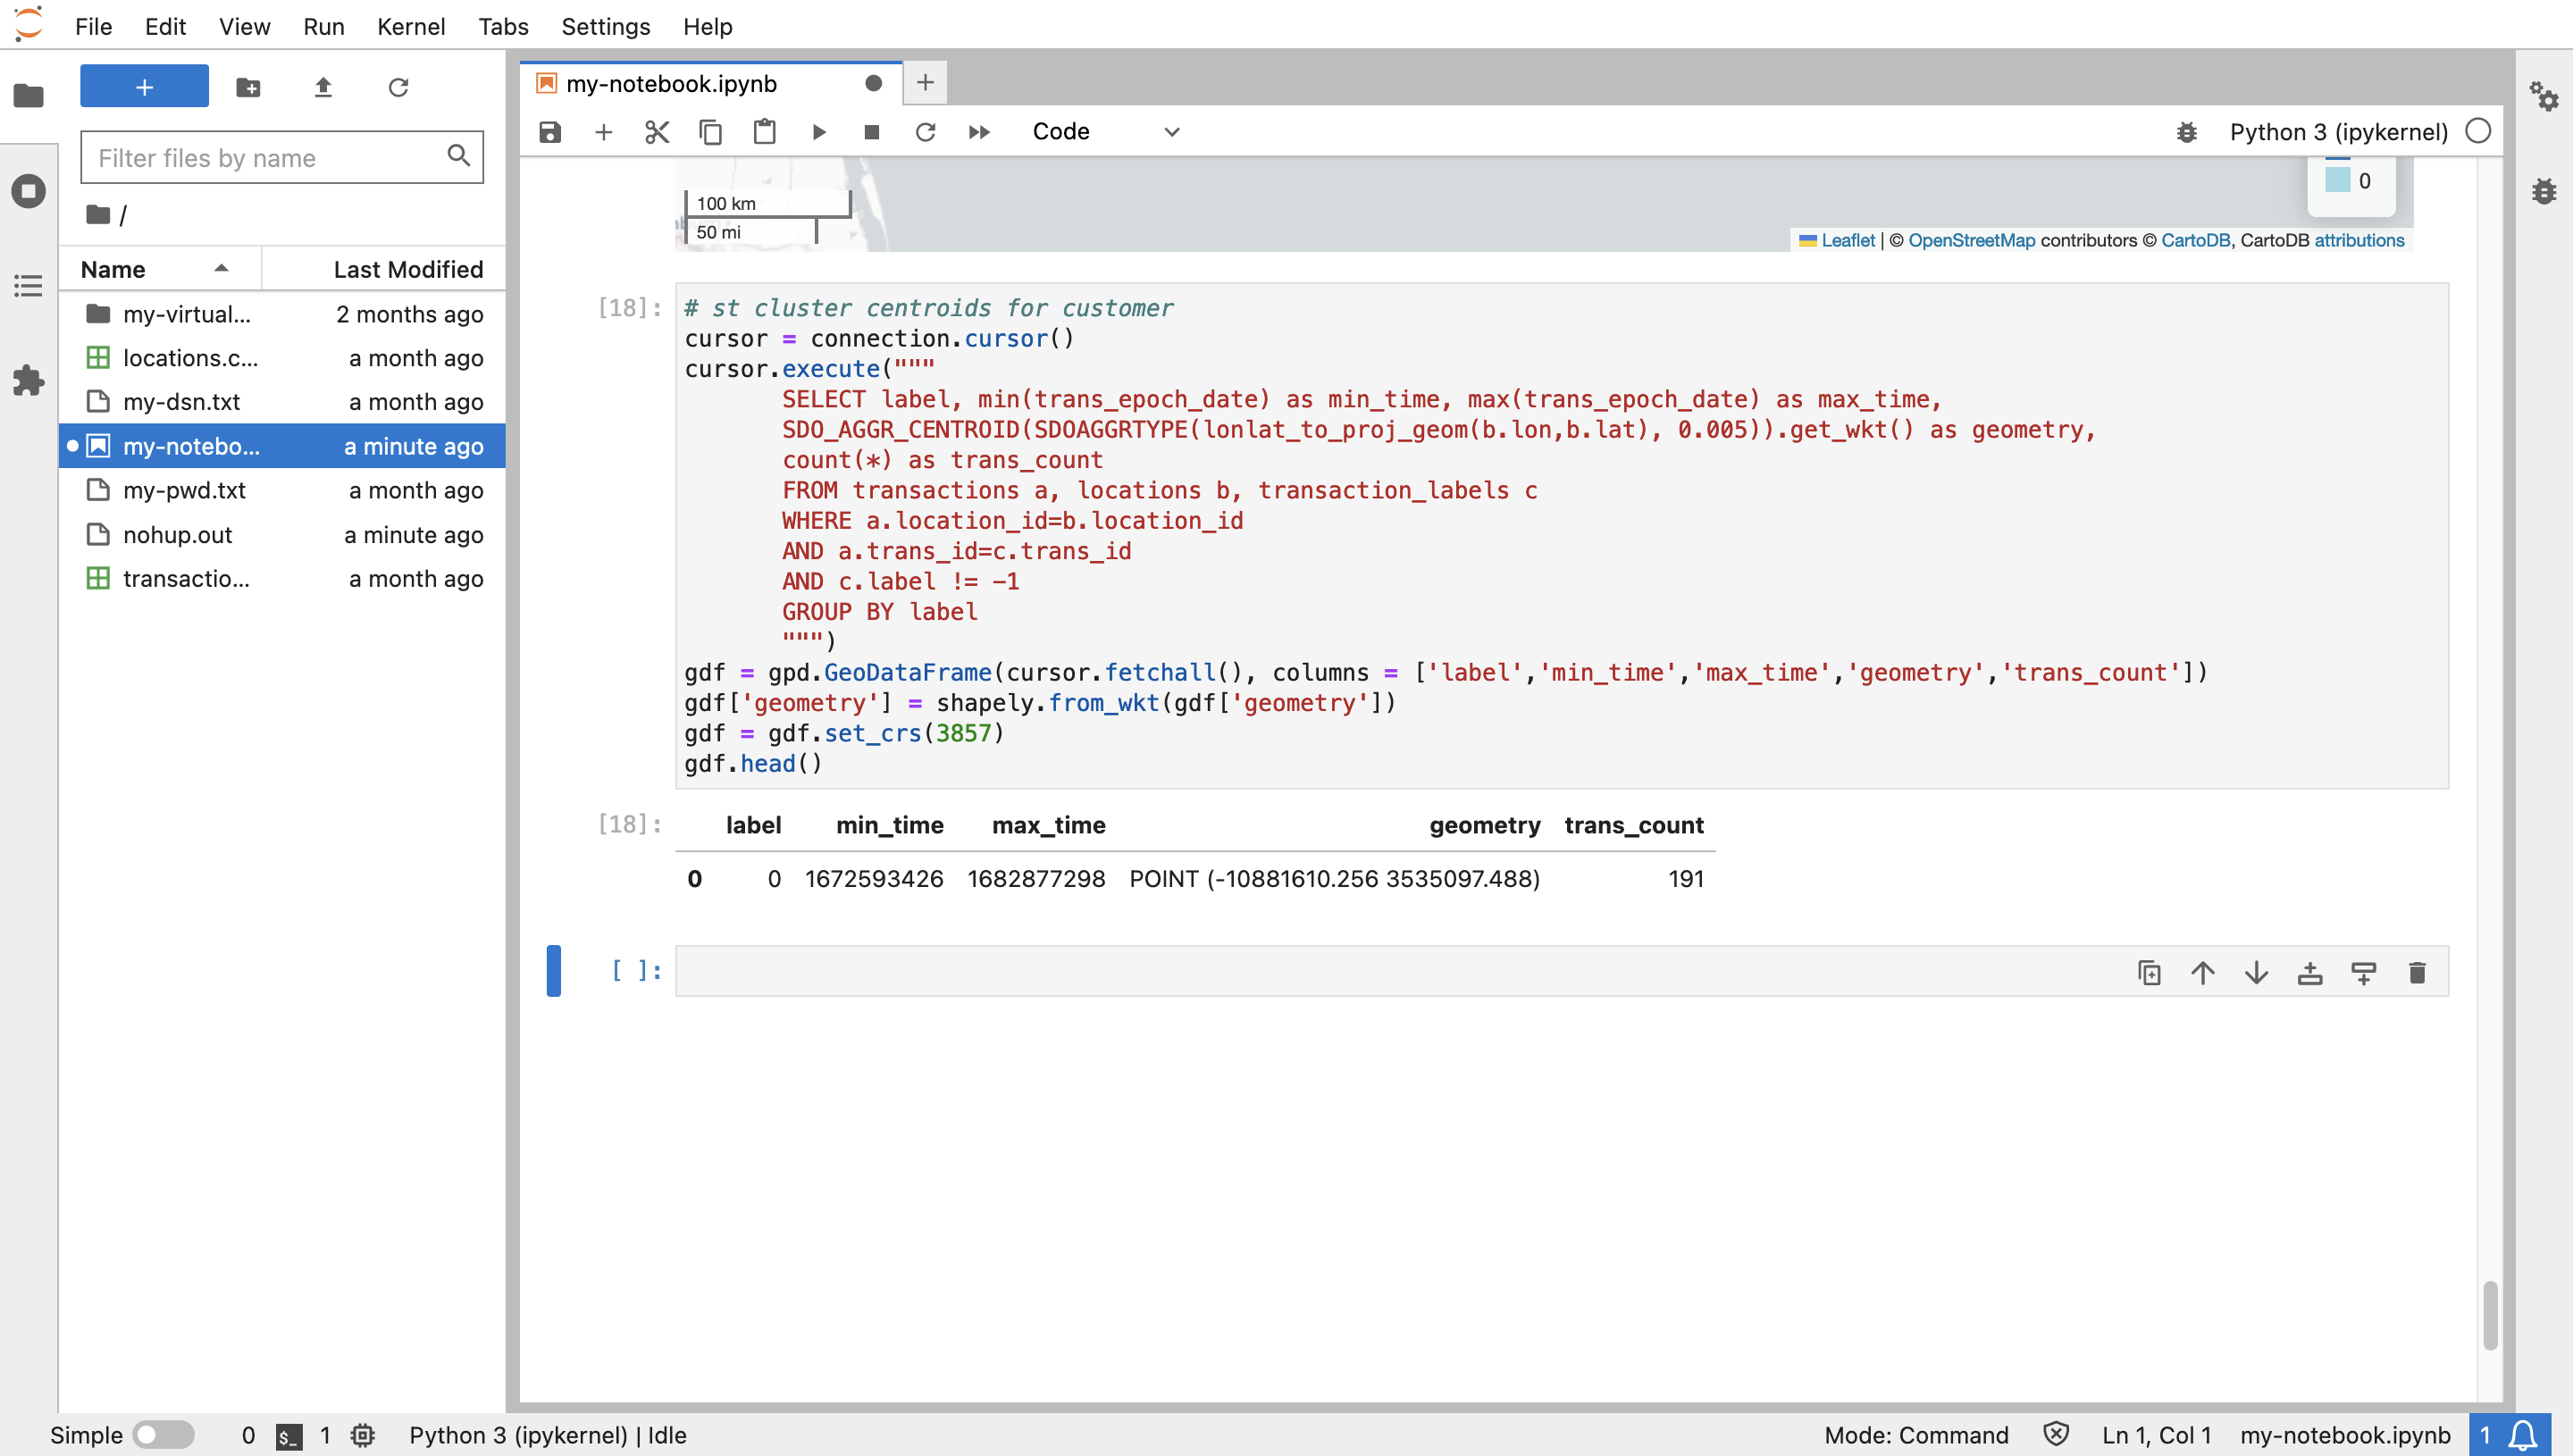 File Edit View Run Kernel Tabs Settings Help
Filter files by name
/
Name Last Modified
my-virtual... 2 months ago
locations.c... a month ago
my-dsn.txt a month ago
my-notebo... a minute ago
my-pwd.txt a month ago
nohup.out a minute ago
transactio... a month ago
my-notebook.ipynb
Code
Python 3 (ipykernel)
100 km
50 mi
0
Leaflet | © OpenStreetMap contributors © CartoDB, CartoDB attributions
[18]:
# st cluster centroids for customer
cursor = connection.cursor()
cursor.execute("""
SELECT label, min(trans_epoch_date) as min_time, max(trans_epoch_date) as max_time,
SDO_AGGR_CENTROID(SDOAGGRTYPE(lonlat_to_proj_geom(b.lon,b.lat), 0.005)).get_wkt() as geometry,
count(*) as trans_count
FROM transactions a, locations b, transaction_labels c
WHERE a.location_id=b.location_id
AND a.trans_id=c.trans_id
AND c.label != -1
GROUP BY label
""")
gdf = gpd.GeoDataFrame(cursor.fetchall(), columns = ['label','min_time','max_time','geometry','trans_count'])
gdf['geometry'] = shapely.from_wkt(gdf['geometry'])
gdf = gdf.set_crs(3857)
gdf.head()
[18]:
label min_time max_time geometry trans_count
0 0 1672593426 1682877298 POINT (-10881610.256 3535097.488) 191
[ ]:
Simple 0 $_ 1 Python 3 (ipykernel) | Idle
Mode: Command Ln 1, Col 1 my-notebook.ipynb 1